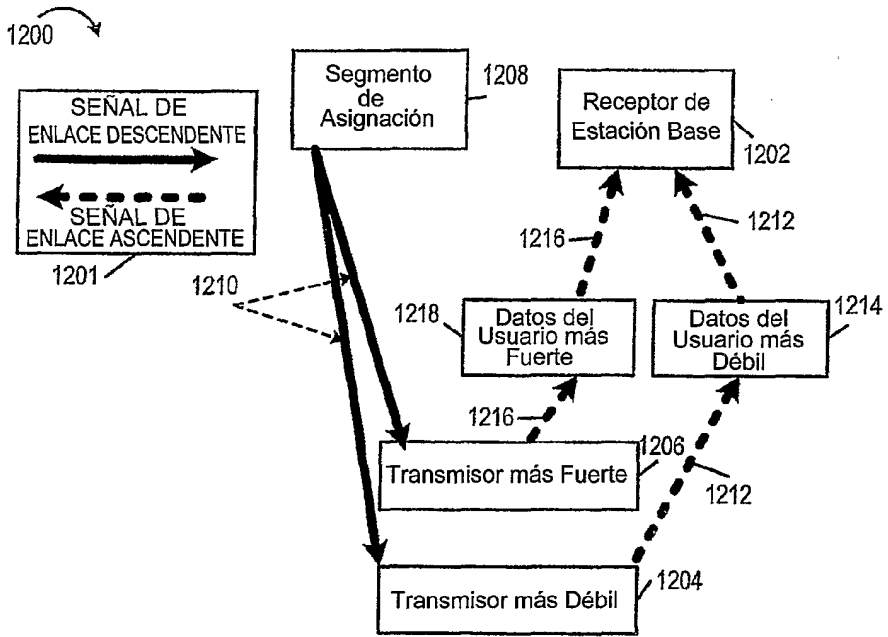 1200
SEÑAL DE
ENLACE DESCENDENTE
SEÑAL DE
ENLACE ASCENDENTE
1201
Segmento
de
Asignación
1208
Receptor de
Estación Base
1202
1210
1216
1212
1218
Datos del
Usuario más
Fuerte
Datos del
Usuario más
Débil
1214
1216
1206
Transmisor más Fuerte
1212
Transmisor más Débil
1204